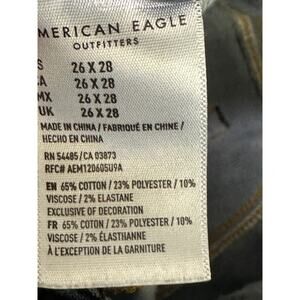 AMERICAN EAGLE
OUTFITTERS
S 26 X 28
CA 26 X 28
MX 26 X 28
UK 26 X 28
MADE IN CHINA / FABRIQUÉ EN CHINE /
HECHO EN CHINA
RN 54485/CA 03873
RFC# AEM120605U9A
EN 65% COTTON / 23% POLYESTER / 10%
VISCOSE / 2% ELASTANE
EXCLUSIVE OF DECORATION
FR 65% COTON / 23% POLYESTER / 10%
VISCOSE / 2% ÉLASTHANNE
À L'EXCEPTION DE LA GARNITURE